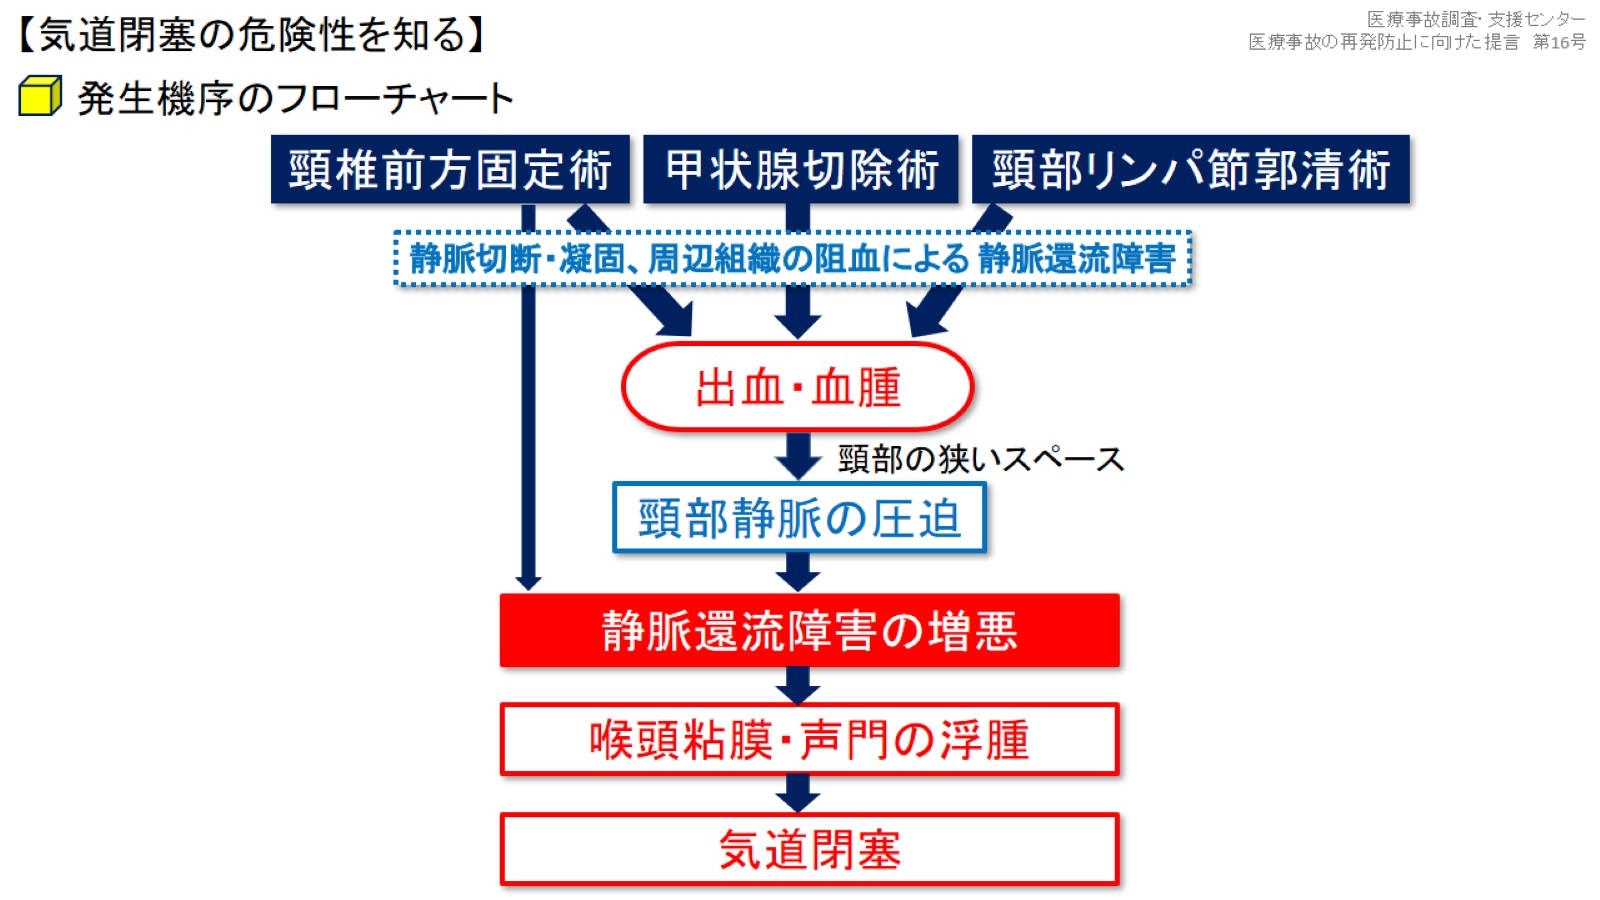 【気道閉塞の危険性を知る】
医療事故調査・支援センター
医療事故の再発防止に向けた提言　第16号
発生機序のフローチャート
頸椎前方固定術
甲状腺切除術
頸部リンパ節郭清術
静脈切断・凝固、周辺組織の阻血による 静脈還流障害
出血・血腫
頸部の狭いスペース
頸部静脈の圧迫
静脈還流障害の増悪
喉頭粘膜・声門の浮腫
気道閉塞